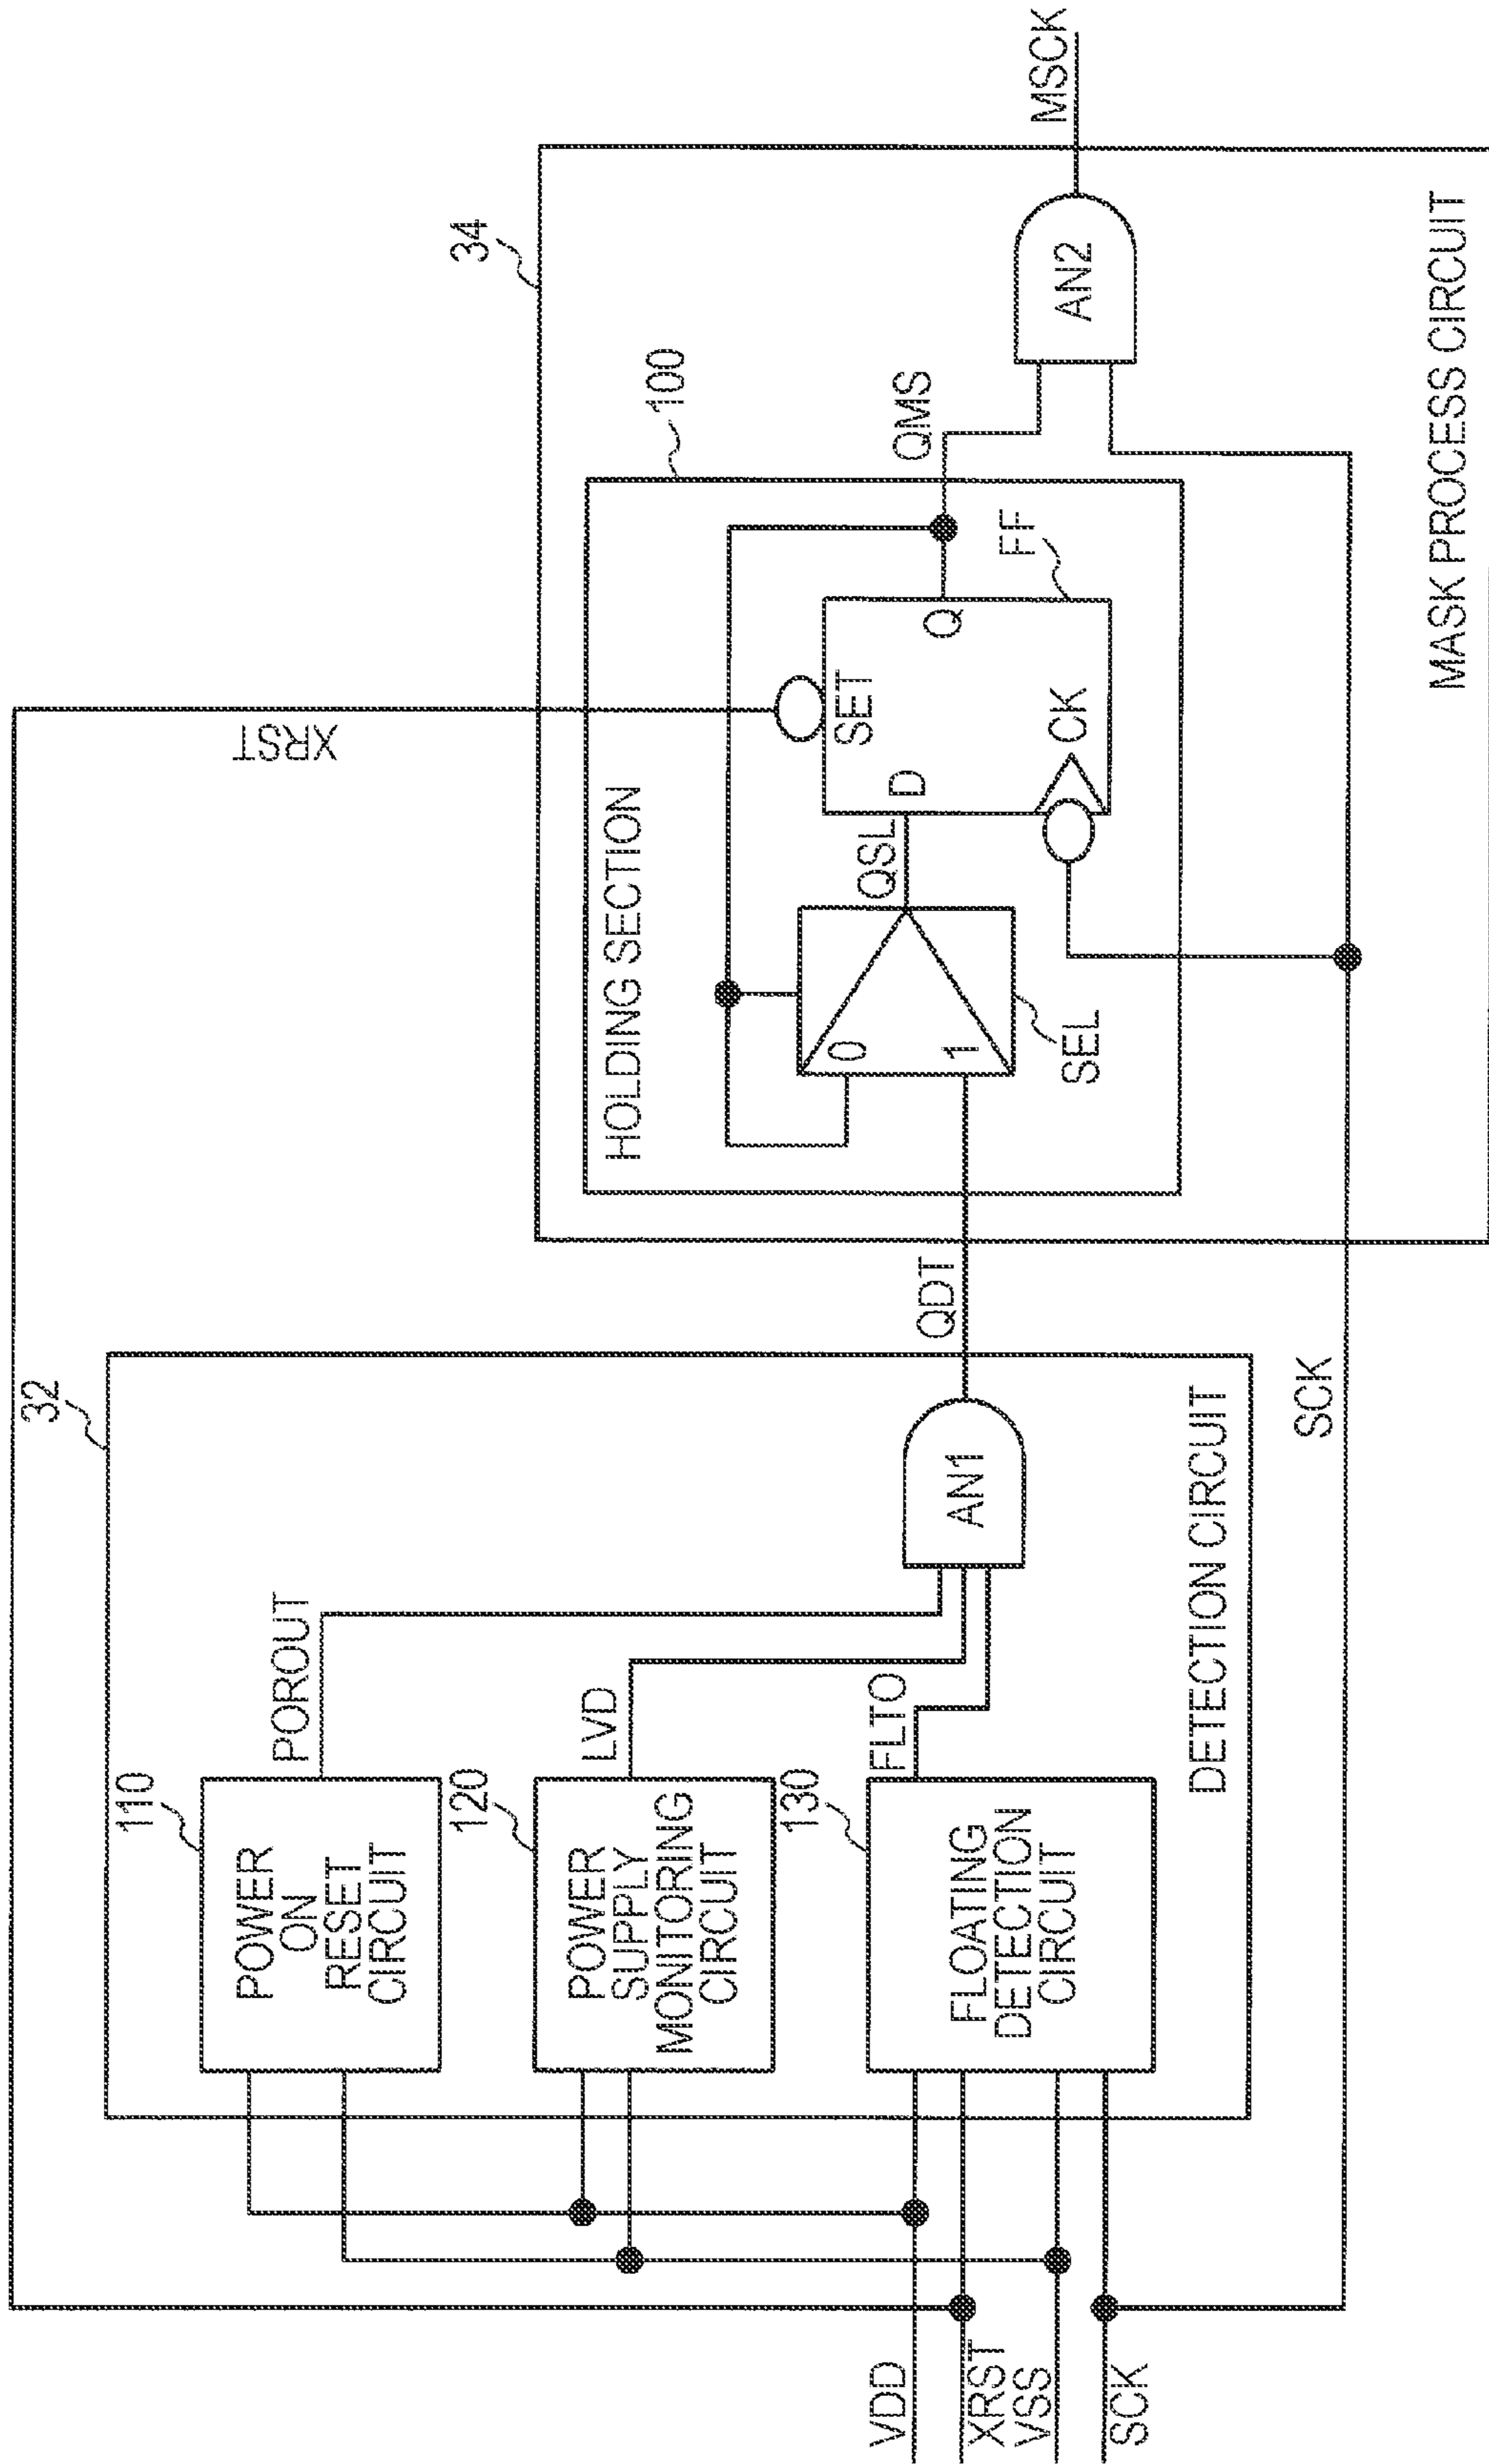 32
110
POWER
ON
RESET
CIRCUIT
POROUT
120
POWER
SUPPLY
MONITORING
CIRCUIT
LVD
130
FLOATING
DETECTION
CIRCUIT
FLTO
AN1
DETECTION CIRCUIT
VDD
XRST
VSS
SCK
QDT
SCK
XRST
34
HOLDING SECTION
100
0
1
SEL
QSL
D
SET
Q
CK
FF
QMS
AN2
MSCK
MASK PROCESS CIRCUIT